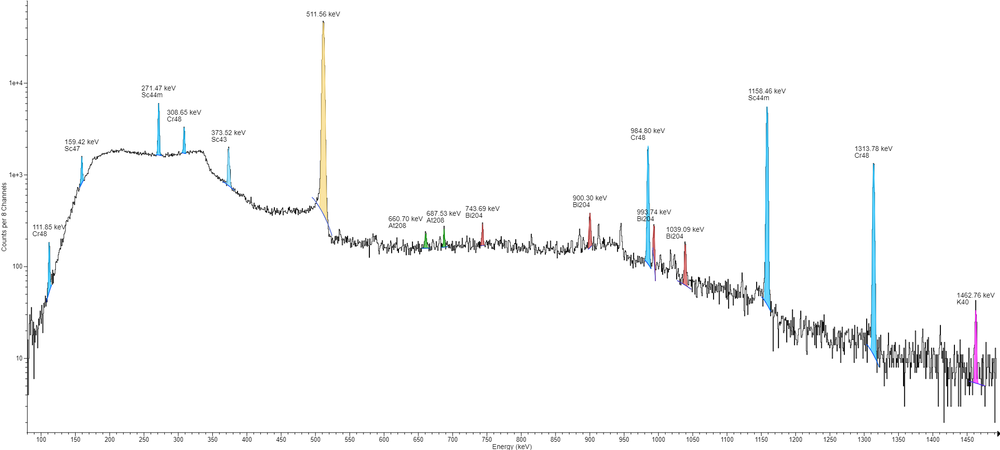 511.56 keV
1e+4
271.47 keV
Sc44m
1158.46 keV
Sc44m
308.65 keV
Cr48
373.52 keV
Sc43
984.80 keV
Cr48
159.42 keV
Sc47
1313.78 keV
Cr48
1e+3
900.30 keV
Bi204
743.69 keV
Bi204
993.74 keV
Bi204
687.53 keV
At208
660.70 keV
At208
111.85 keV
Cr48
1039.09 keV
Bi204
Counts per 8 Channels
100
1462.76 keV
K40
10
100 150 200 250 300 350 400 450 500 550 600 650 700 750 800 850 900 950 1000 1050 1100 1150 1200 1250 1300 1350 1400 1450
Energy (keV)